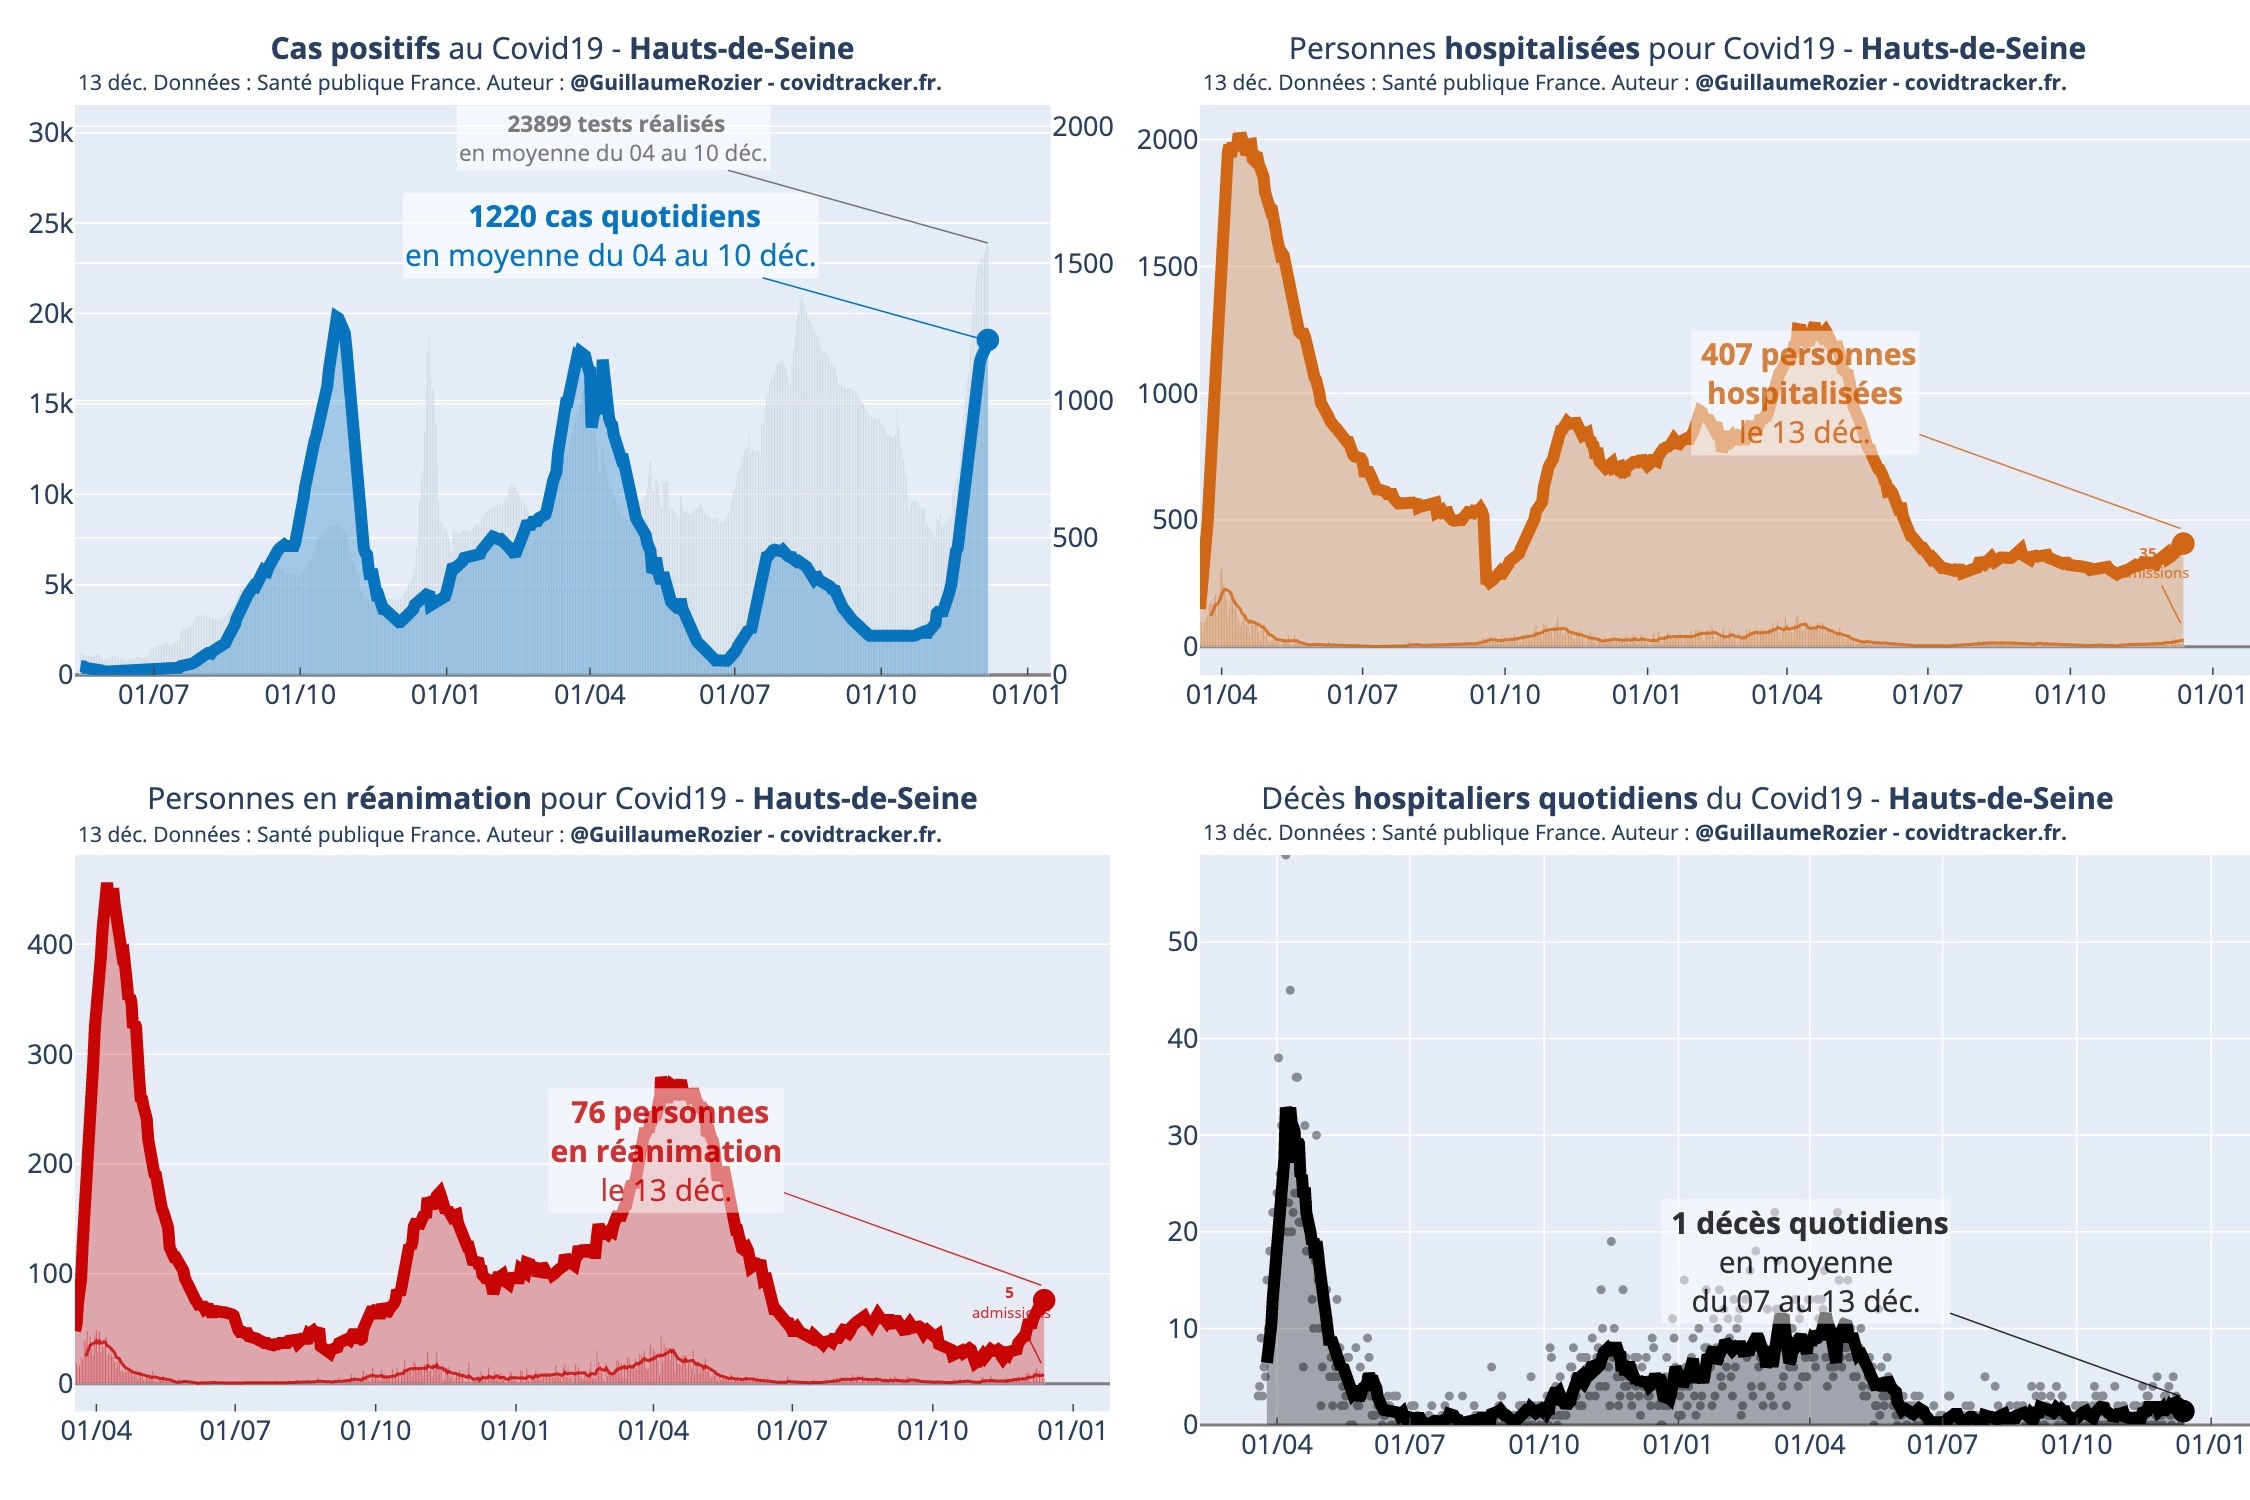 Cas positifs au Covid19 - Hauts-de-Seine
13 déc. Données : Santé publique France. Auteur : @GuillaumeRozier - covidtracker.fr.
23899 tests réalisés
en moyenne du 04 au 10 déc.
1220 cas quotidiens
en moyenne du 04 au 10 déc.
30k
25k
20k
15k
10k
5k
0
2000
1500
1000
500
0
01/07 01/10 01/01 01/04 01/07 01/10 01/01
Personnes hospitalisées pour Covid19 - Hauts-de-Seine
13 déc. Données : Santé publique France. Auteur : @GuillaumeRozier - covidtracker.fr.
2000
1500
1000
500
0
407 personnes
hospitalisées
le 13 déc.
35
01/04 01/07 01/10 01/01 01/04 01/07 01/10 01/01
Personnes en réanimation pour Covid19 - Hauts-de-Seine
13 déc. Données : Santé publique France. Auteur : @GuillaumeRozier - covidtracker.fr.
400
300
200
100
0
76 personnes
en réanimation
le 13 déc.
5
admissions
01/04 01/07 01/10 01/01 01/04 01/07 01/10 01/01
Décès hospitaliers quotidiens du Covid19 - Hauts-de-Seine
13 déc. Données : Santé publique France. Auteur : @GuillaumeRozier - covidtracker.fr.
50
40
30
20
10
0
1 décès quotidiens
en moyenne
du 07 au 13 déc.
01/04 01/07 01/10 01/01 01/04 01/07 01/10 01/01